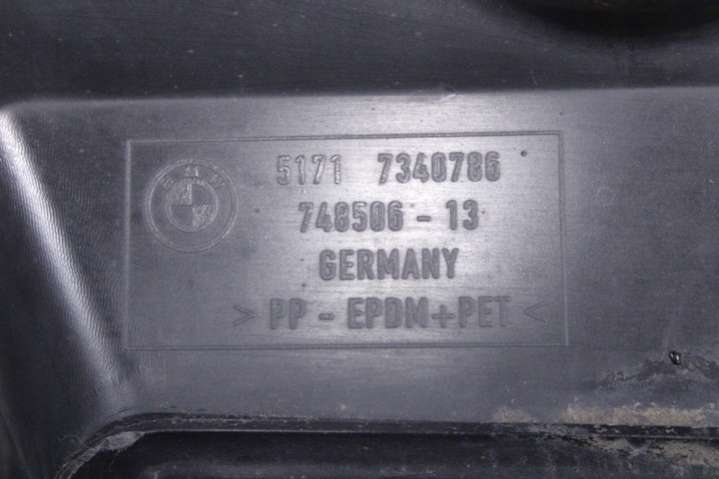 5171 7340786
748506-13
GERMANY
> PP - EPDM+PET <